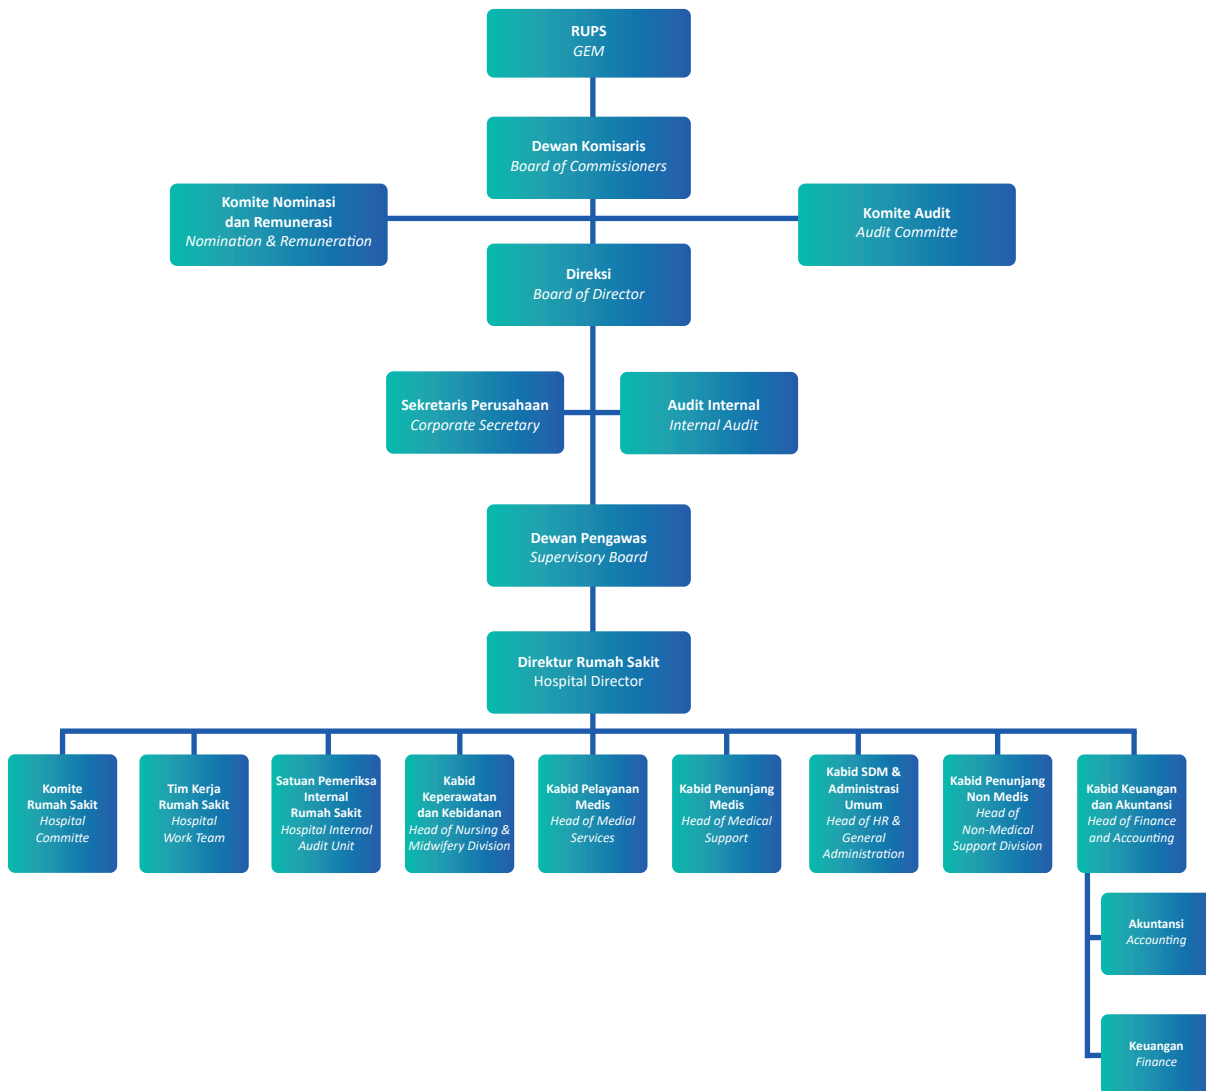 RUPS
GEM
Dewan Komisaris
Board of Commissioners
Komite Nominasi
dan Remunerasi
Nomination & Remuneration
Komite Audit
Audit Committe
Direksi
Board of Director
Sekretaris Perusahaan
Corporate Secretary
Audit Internal
Internal Audit
Dewan Pengawas
Supervisory Board
Direktur Rumah Sakit
Hospital Director
Komite
Rumah Sakit
Hospital
Committe
Tim Kerja
Rumah Sakit
Hospital
Work Team
Satuan Pemeriksa
Internal
Rumah Sakit
Hospital Internal
Audit Unit
Kabid
Keperawatan
dan Kebidanan
Head of Nursing &
Midwifery Division
Kabid Pelayanan
Medis
Head of Medial
Services
Kabid Penunjang
Medis
Head of Medical
Support
Kabid SDM &
Administrasi
Umum
Head of HR &
General
Administration
Kabid Penunjang
Non Medis
Head of
Non-Medical
Support Division
Kabid Keuangan
dan Akuntansi
Head of Finance
and Accounting
Akuntansi
Accounting
Keuangan
Finance